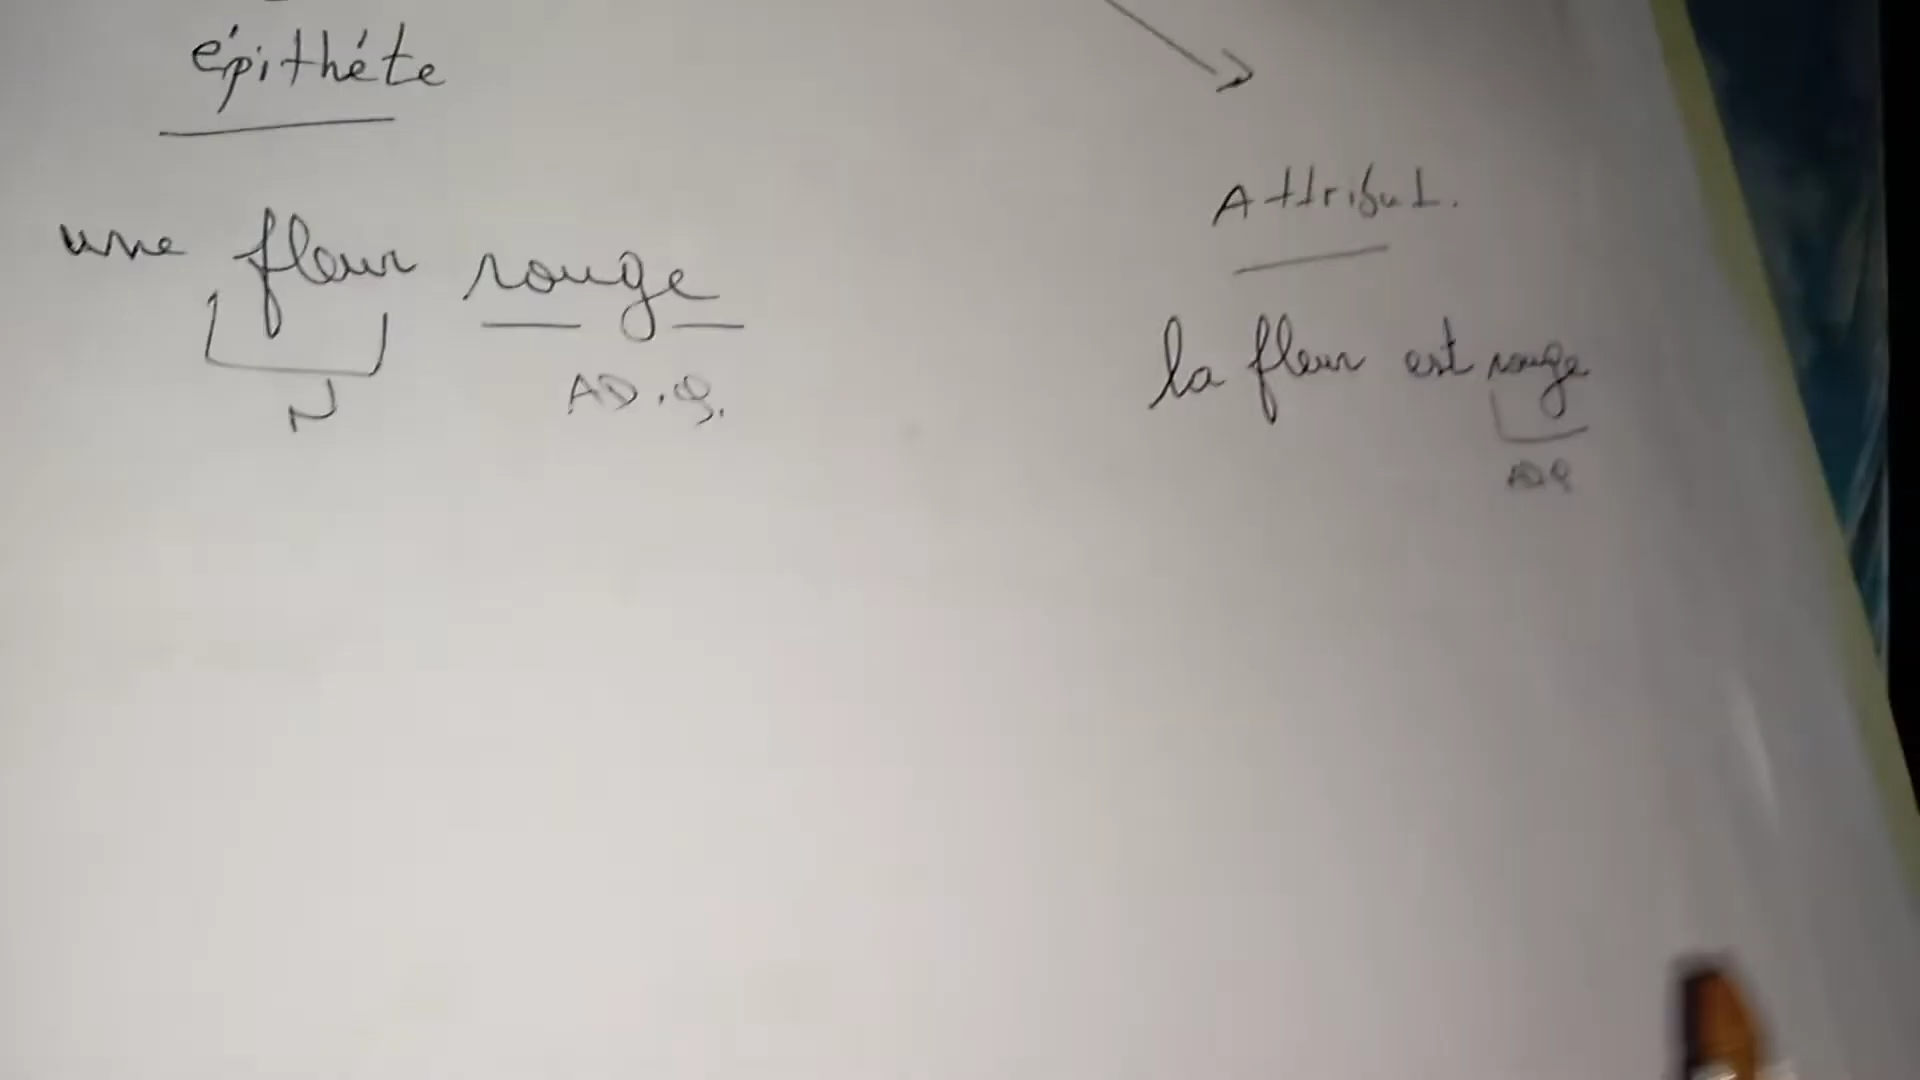 épithéte
une fleur rouge
N
AD.Q.
Attribut.
la fleur est rouge
ADQ